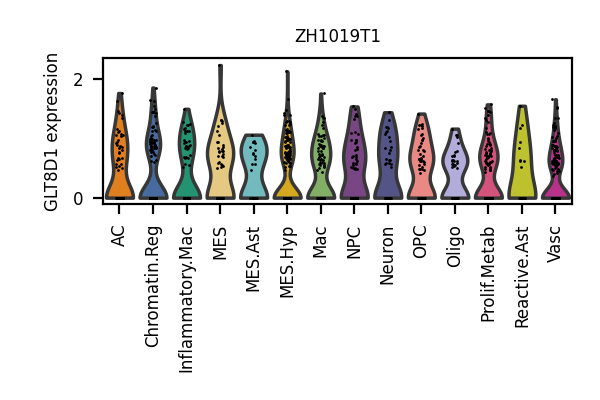 ZH1019T1
GLT8D1 expression
2
0
AC
Chromatin.Reg
Inflammatory.Mac
MES
MES.Ast
MES.Hyp
Mac
NPC
Neuron
OPC
Oligo
Prolif.Metab
Reactive.Ast
Vasc